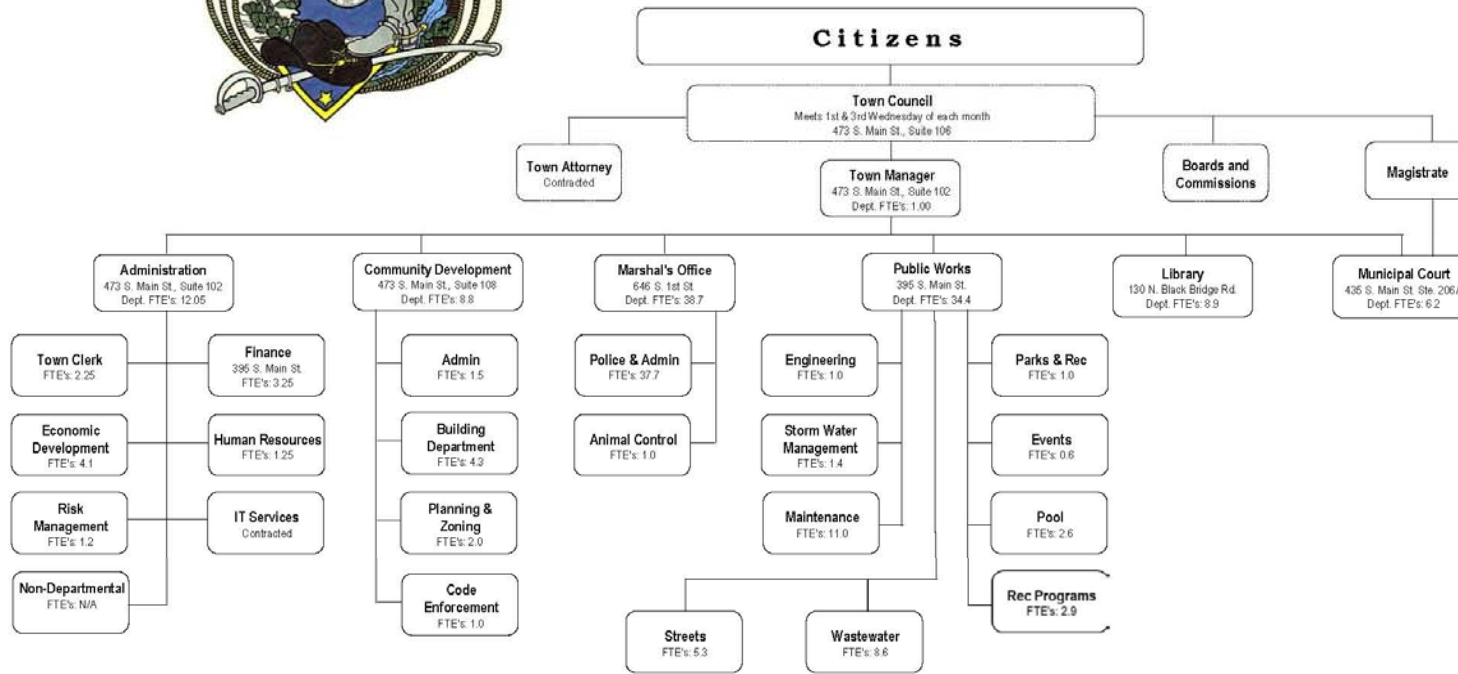 Citizens
Town Council
Meets 1st & 3rd Wednesday of each month
473 S. Main St., Suite 106
Town Attorney
Contracted
Town Manager
473 S. Main St., Suite 102
Dept. FTE's: 1.00
Boards and
Commissions
Magistrate
Administration
473 S. Main St., Suite 102
Dept. FTE's: 12.05
Community Development
473 S. Main St., Suite 108
Dept. FTE's: 8.8
Marshal's Office
646 S. 1st St.
Dept. FTE's: 38.7
Public Works
395 S. Main St.
Dept. FTE's: 34.4
Library
130 N. Black Bridge Rd.
Dept. FTE's: 8.9
Municipal Court
435 S. Main St. Ste. 206A
Dept. FTE's: 6.2
Town Clerk
FTE's: 2.25
Finance
395 S. Main St.
FTE's: 3.25
Admin
FTE's: 1.5
Police & Admin
FTE's: 37.7
Engineering
FTE's: 1.0
Parks & Rec
FTE's: 1.0
Economic
Development
FTE's: 4.1
Human Resources
FTE's: 1.25
Building
Department
FTE's: 4.3
Animal Control
FTE's: 1.0
Storm Water
Management
FTE's: 1.4
Events
FTE's: 0.6
Risk
Management
FTE's: 1.2
IT Services
Contracted
Planning &
Zoning
FTE's: 2.0
Maintenance
FTE's: 11.0
Pool
FTE's: 2.6
Non-Departmental
FTE's: N/A
Code
Enforcement
FTE's: 1.0
Rec Programs
FTE's: 2.9
Streets
FTE's: 5.3
Wastewater
FTE's: 8.6